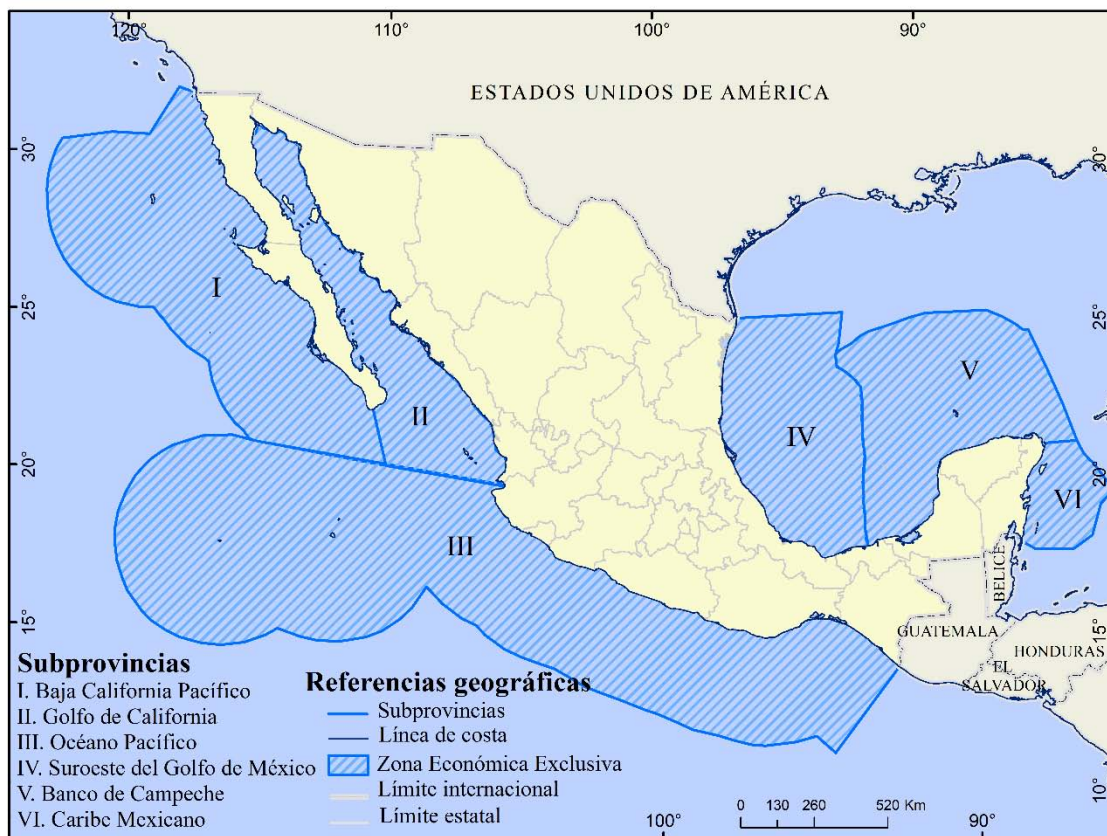 120°
110°
100°
90°
ESTADOS UNIDOS DE AMÉRICA
30°
30°
25°
25°
20°
20°
15°
15°
10°
I
II
III
IV
V
VI
BELICE
GUATEMALA
HONDURAS
EL
SALVADOR
Subprovincias
I. Baja California Pacífico
II. Golfo de California
III. Océano Pacífico
IV. Suroeste del Golfo de México
V. Banco de Campeche
VI. Caribe Mexicano
Referencias geográficas
Subprovincias
Línea de costa
Zona Económica Exclusiva
Límite internacional
Límite estatal
0 130 260 520 Km
100°
90°